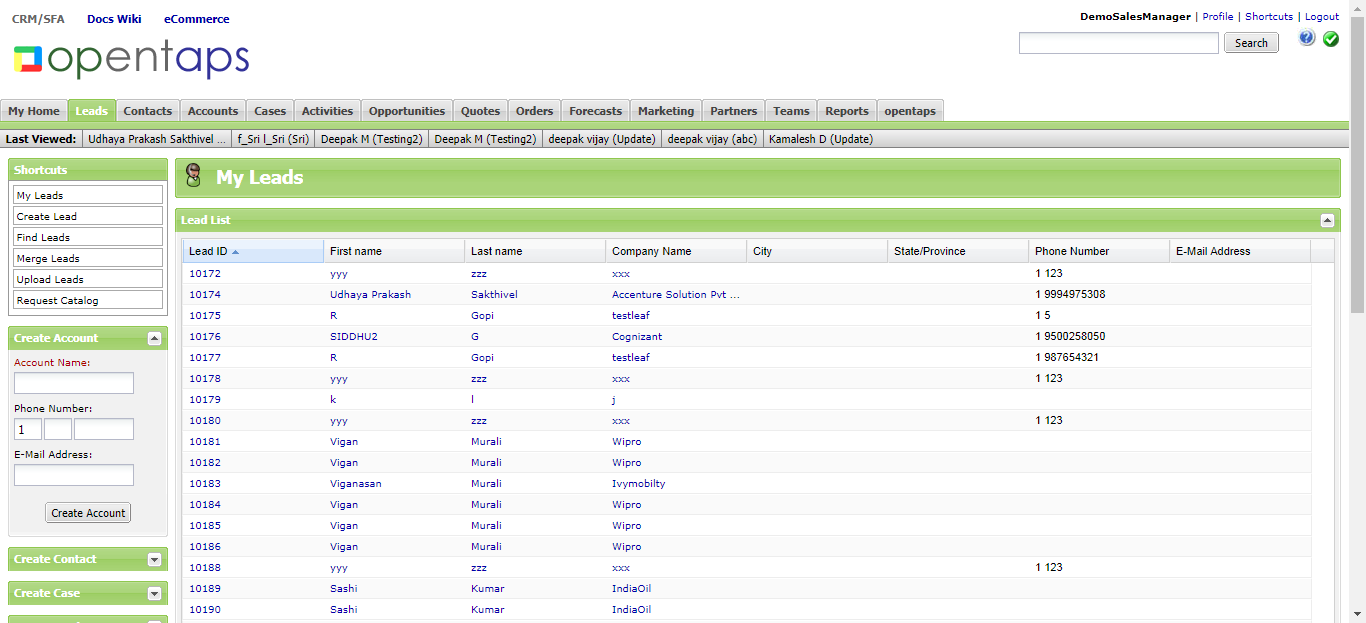 CRM/SFA Docs Wiki eCommerce
DemoSalesManager | Profile | Shortcuts | Logout
opentaps
Search
My Home Leads Contacts Accounts Cases Activities Opportunities Quotes Orders Forecasts Marketing Partners Teams Reports opentaps
Last Viewed: Udhaya Prakash Sakthivel ... f_Sri l_Sri (Sri) Deepak M (Testing2) Deepak M (Testing2) deepak vijay (Update) deepak vijay (abc) Kamalesh D (Update)
Shortcuts
My Leads
Create Lead
Find Leads
Merge Leads
Upload Leads
Request Catalog
Create Account
Account Name:
Phone Number:
1
E-Mail Address:
Create Account
Create Contact
Create Case
My Leads
Lead List
Lead ID First name Last name Company Name City State/Province Phone Number E-Mail Address
10172 yyy zzz xxx 1 123
10174 Udhaya Prakash Sakthivel Accenture Solution Pvt ... 1 9994975308
10175 R Gopi testleaf 1 5
10176 SIDDHU2 G Cognizant 1 9500258050
10177 R Gopi testleaf 1 987654321
10178 yyy zzz xxx 1 123
10179 k l j
10180 yyy zzz xxx 1 123
10181 Vigan Murali Wipro
10182 Vigan Murali Wipro
10183 Viganasan Murali Ivymobilty
10184 Vigan Murali Wipro
10185 Vigan Murali Wipro
10186 Vigan Murali Wipro
10188 yyy zzz xxx 1 123
10189 Sashi Kumar IndiaOil
10190 Sashi Kumar IndiaOil